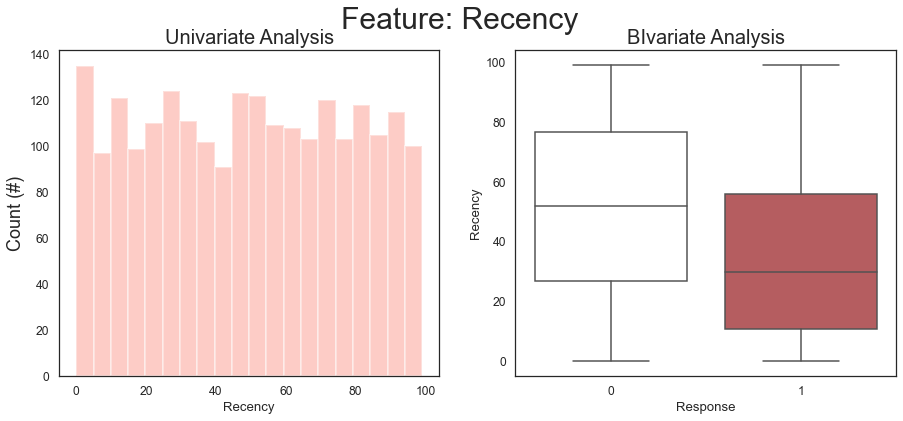 Feature: Recency
Univariate Analysis
140
120
100
80
60
40
20
0
Count (#)
0 20 40 60 80 100
Recency
BIvariate Analysis
100
80
60
40
20
0
Recency
0 1
Response